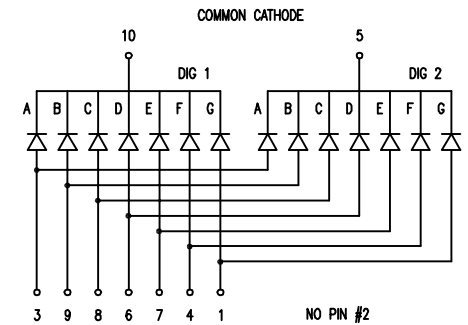 COMMON CATHODE
10 5
DIG 1 DIG 2
A B C D E F G A B C D E F G
3 9 8 6 7 4 1 NO PIN #2